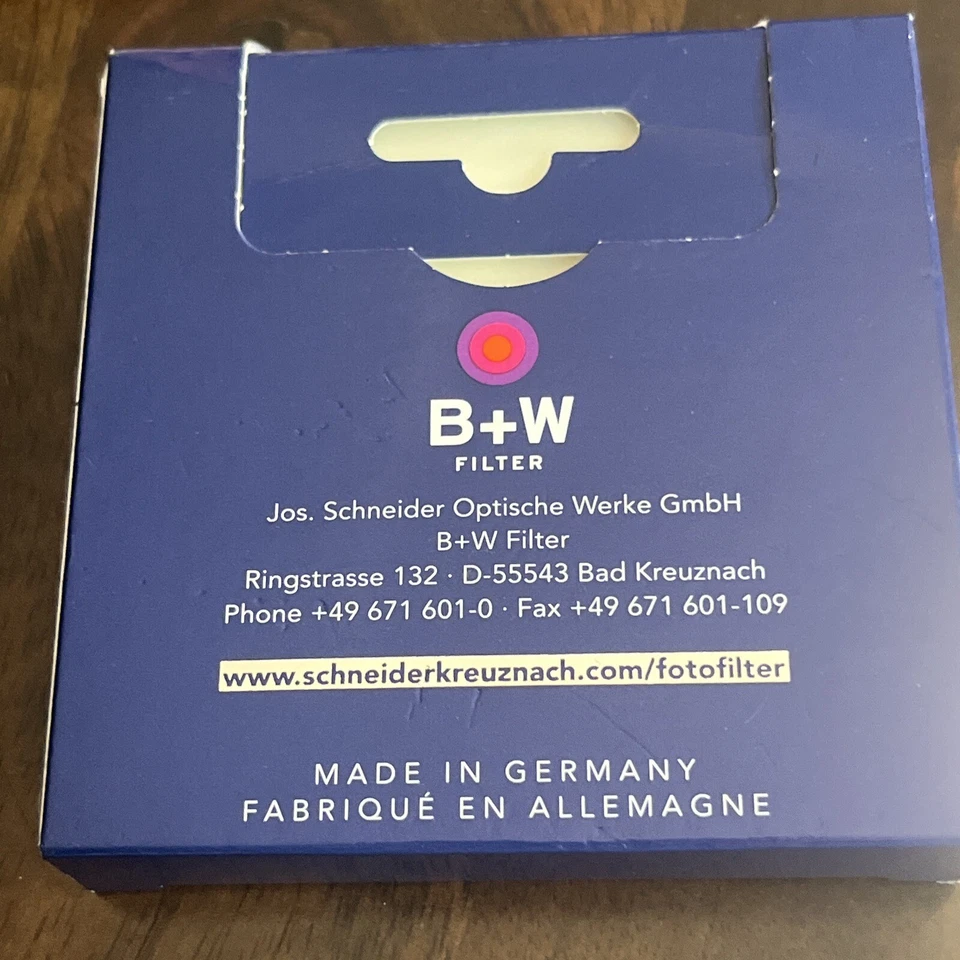 B+W
FILTER
Jos. Schneider Optische Werke GmbH
B+W Filter
Ringstrasse 132 · D-55543 Bad Kreuznach
Phone +49 671 601-0 · Fax +49 671 601-109
www.schneiderkreuznach.com/fotofilter
MADE IN GERMANY
FABRIQUÉ EN ALLEMAGNE